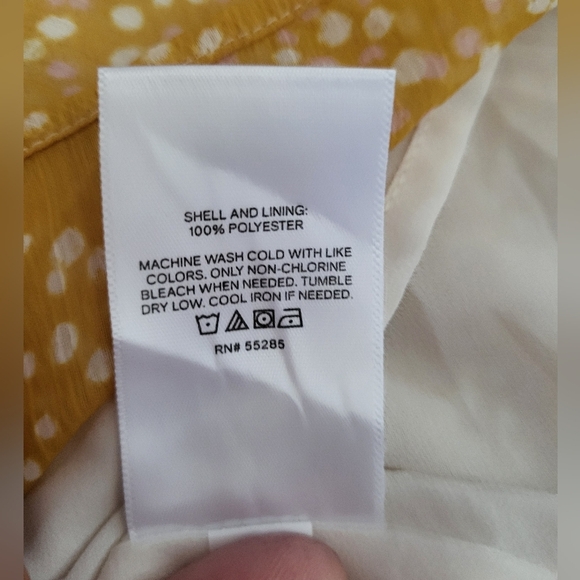 SHELL AND LINING:
100% POLYESTER
MACHINE WASH COLD WITH LIKE
COLORS. ONLY NON-CHLORINE
BLEACH WHEN NEEDED. TUMBLE
DRY LOW. COOL IRON IF NEEDED.
RN# 55285